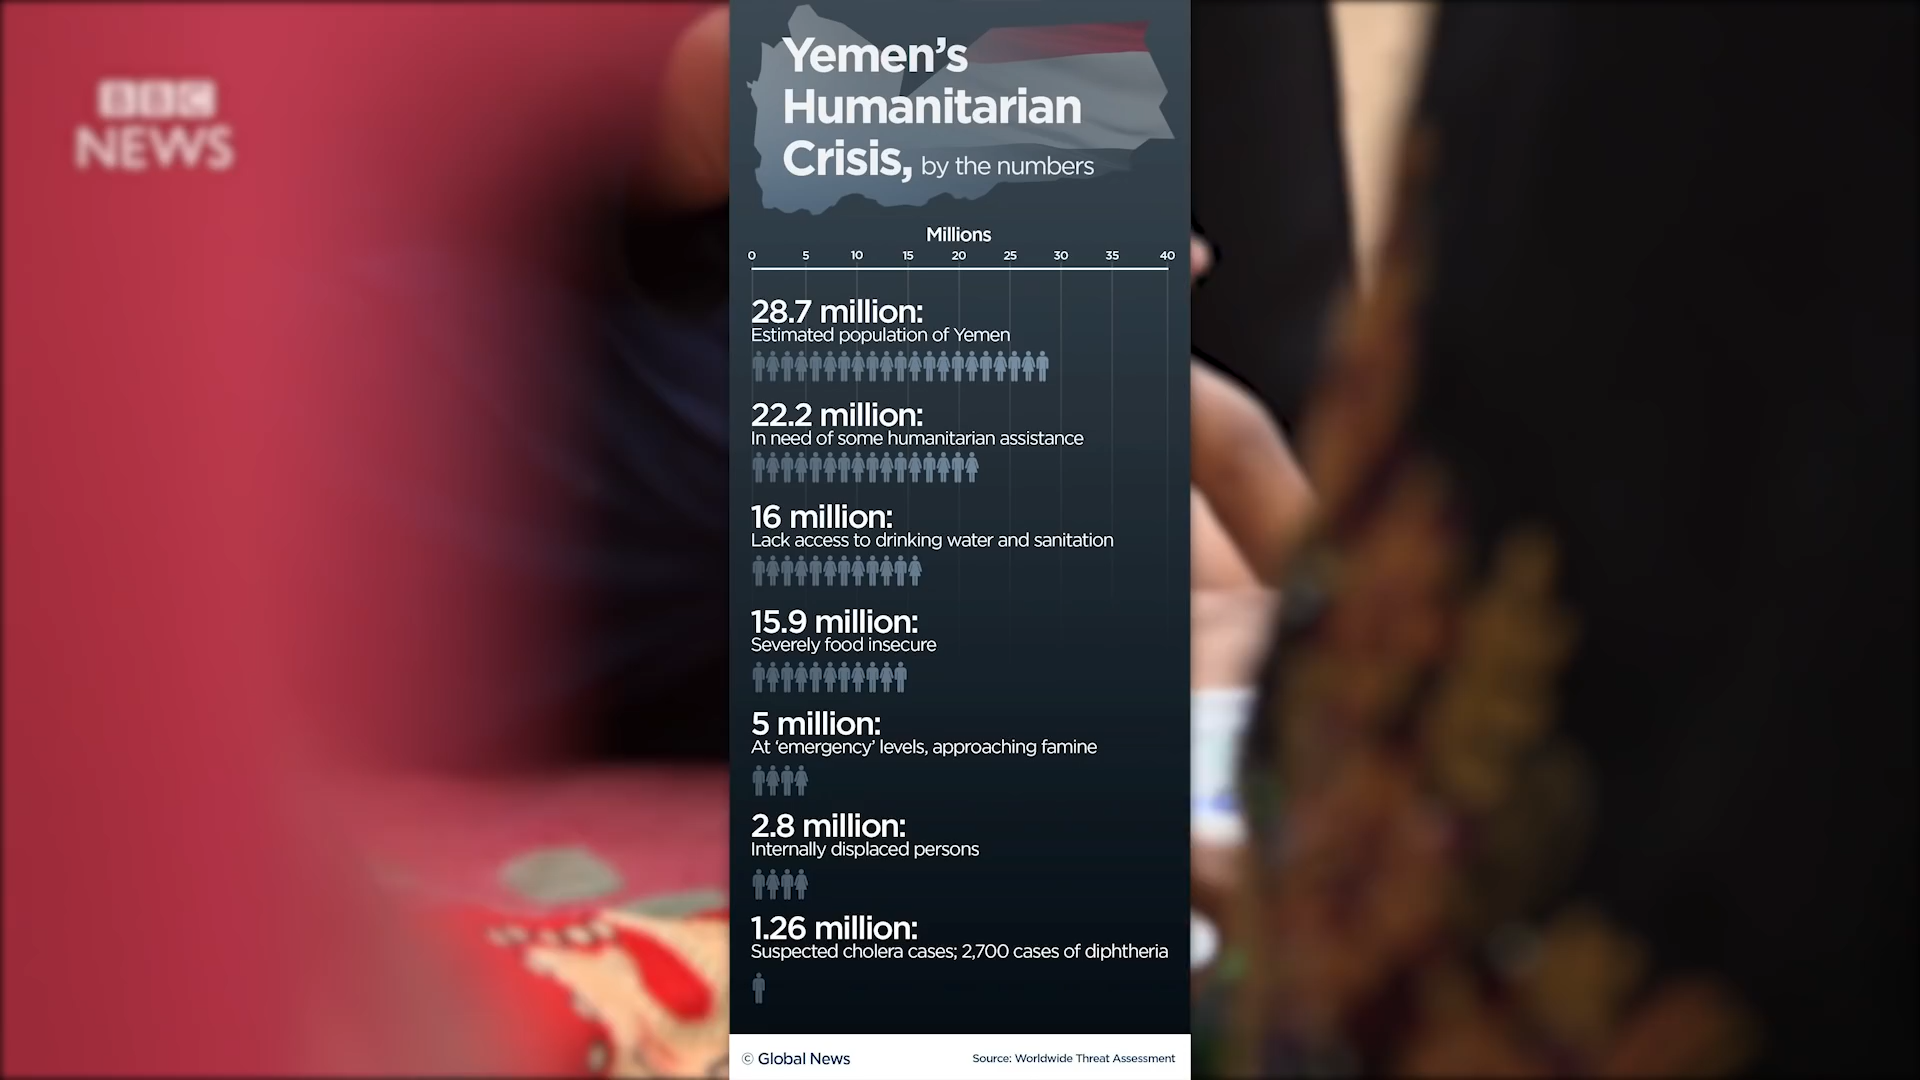 BBC
NEWS
Yemen’s
Humanitarian
Crisis, by the numbers
Millions
0 5 10 15 20 25 30 35 40
28.7 million:
Estimated population of Yemen
22.2 million:
In need of some humanitarian assistance
16 million:
Lack access to drinking water and sanitation
15.9 million:
Severely food insecure
5 million:
At ‘emergency’ levels, approaching famine
2.8 million:
Internally displaced persons
1.26 million:
Suspected cholera cases; 2,700 cases of diphtheria
© Global News
Source: Worldwide Threat Assessment